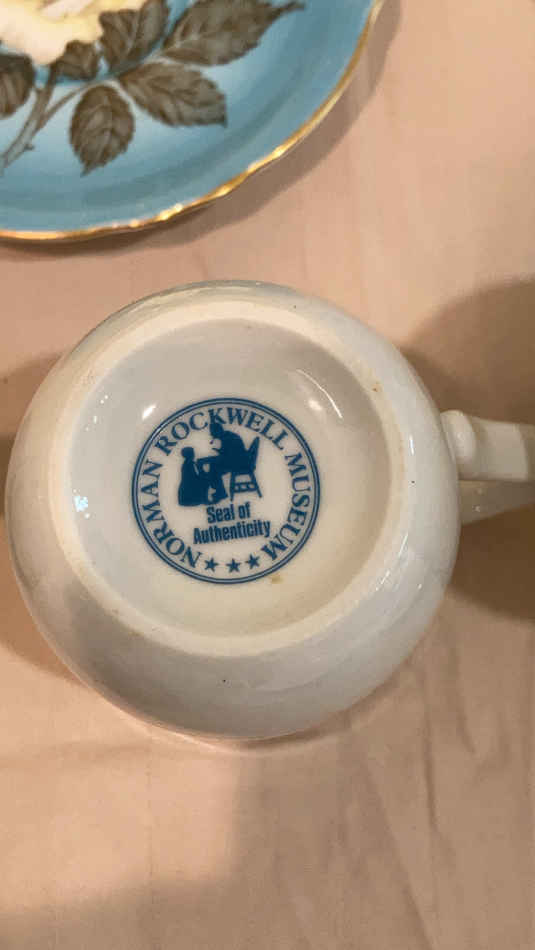 NORMAN ROCKWELL MUSEUM
Seal of
Authenticity